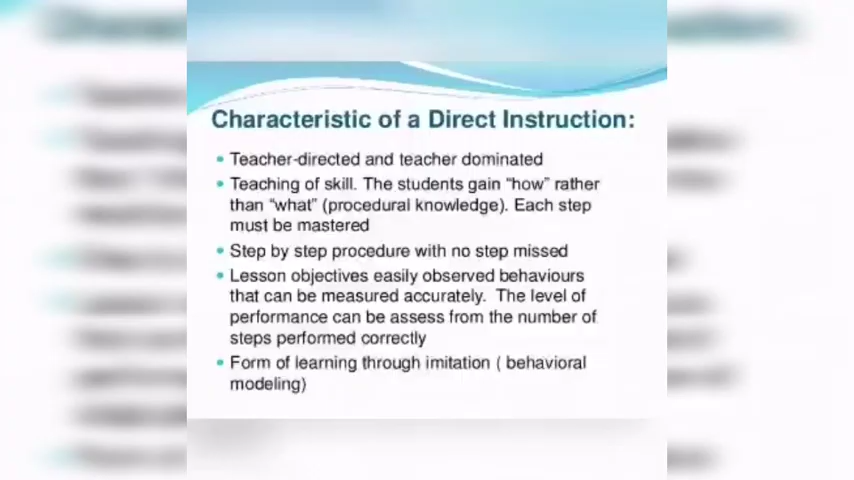 Characteristic of a Direct Instruction:
• Teacher-directed and teacher dominated
• Teaching of skill. The students gain “how” rather
than “what” (procedural knowledge). Each step
must be mastered
• Step by step procedure with no step missed
• Lesson objectives easily observed behaviours
that can be measured accurately. The level of
performance can be assess from the number of
steps performed correctly
• Form of learning through imitation ( behavioral
modeling)